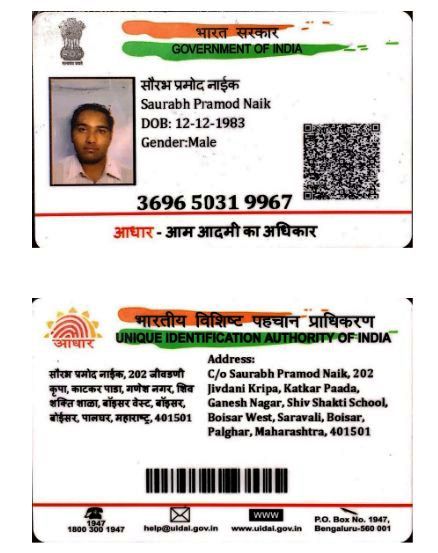 भारत सरकार
GOVERNMENT OF INDIA
सौरभ प्रमोद नाईक
Saurabh Pramod Naik
DOB: 12-12-1983
Gender:Male
3696 5031 9967
आधार - आम आदमी का अधिकार
भारतीय विशिष्ट पहचान प्राधिकरण
UNIQUE IDENTIFICATION AUTHORITY OF INDIA
आधार
सौरभ प्रमोद नाईक, 202 जीवडणी
कृपा, काटकर पाडा, गणेश नगर, शिव
शक्ति शाळा, बॉइसर वेस्ट, बॉइसर,
बोईसर, पालघर, महाराष्ट्र, 401501
Address:
C/o Saurabh Pramod Naik, 202
Jivdani Kripa, Katkar Paada,
Ganesh Nagar, Shiv Shakti School,
Boisar West, Saravali, Boisar,
Palghar, Maharashtra, 401501
1947
1800 300 1947
help@uidai.gov.in
WWW
www.uidai.gov.in
P.O. Box No. 1947,
Bengaluru-560 001